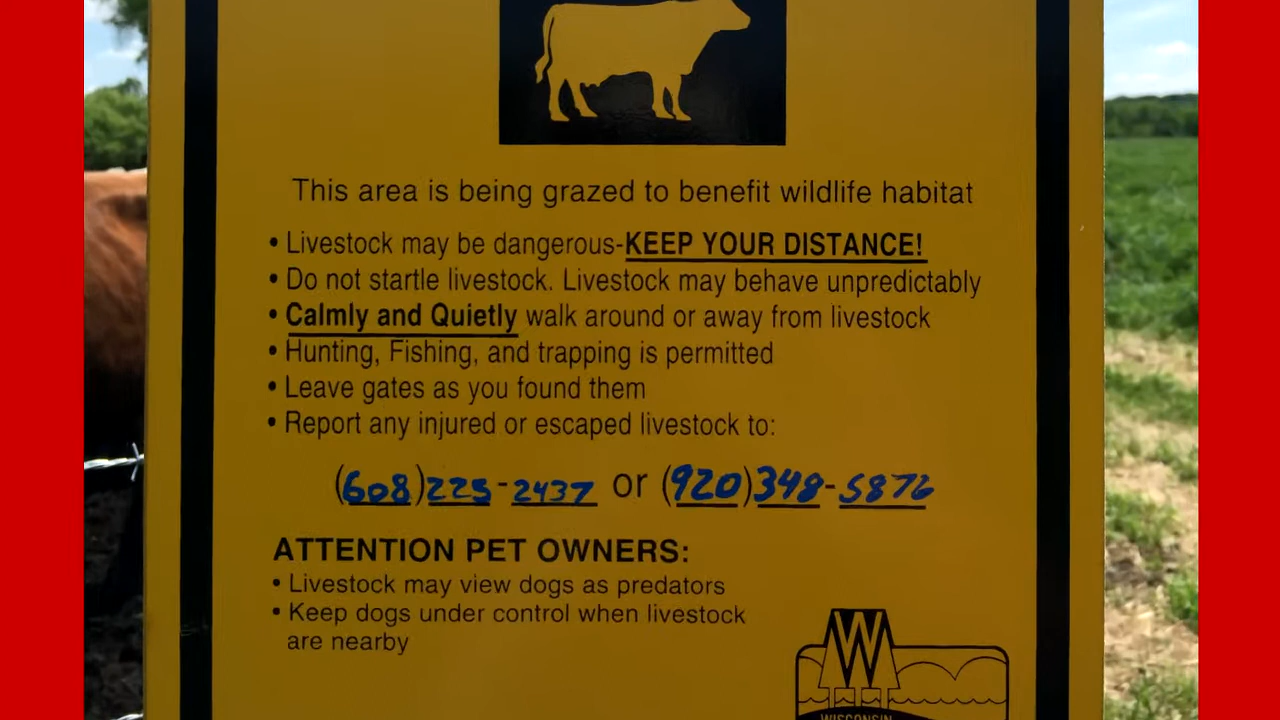 This area is being grazed to benefit wildlife habitat
• Livestock may be dangerous-KEEP YOUR DISTANCE!
• Do not startle livestock. Livestock may behave unpredictably
• Calmly and Quietly walk around or away from livestock
• Hunting, Fishing, and trapping is permitted
• Leave gates as you found them
• Report any injured or escaped livestock to:
(608)225-2437 or (920)348-5876
ATTENTION PET OWNERS:
• Livestock may view dogs as predators
• Keep dogs under control when livestock
are nearby
W
WISCONSIN